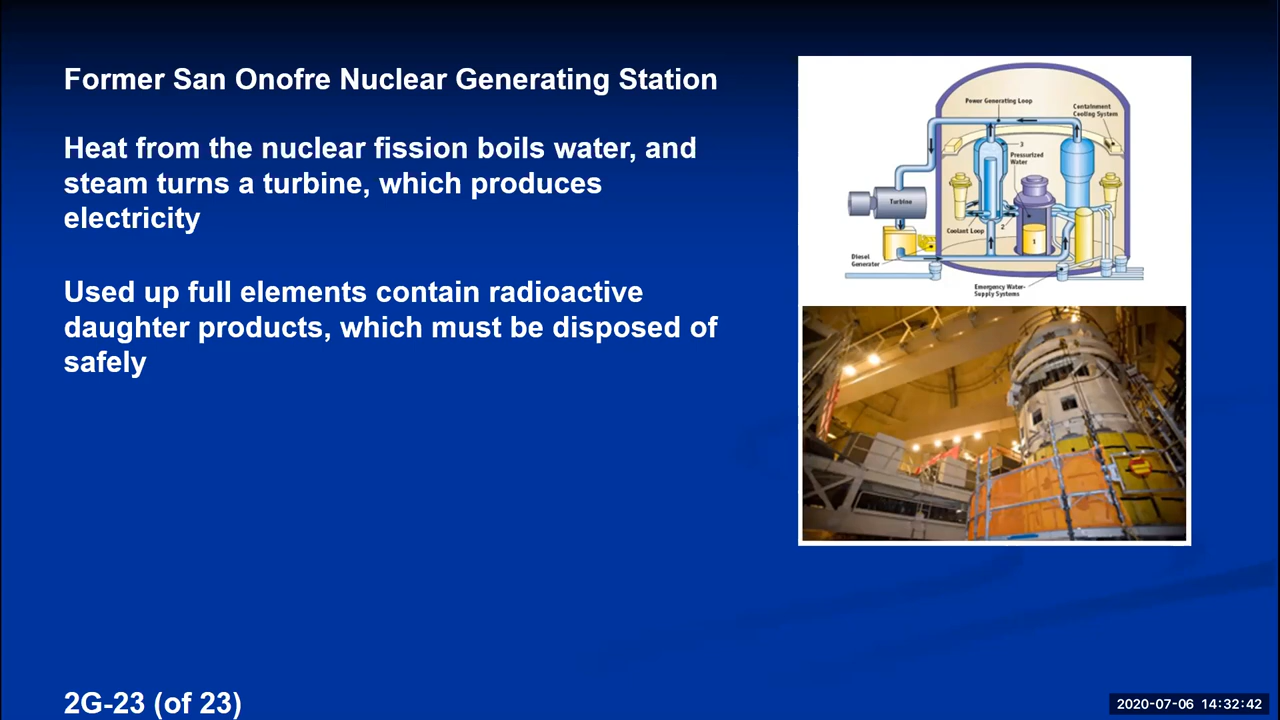 Former San Onofre Nuclear Generating Station
Heat from the nuclear fission boils water, and
steam turns a turbine, which produces
electricity
Used up full elements contain radioactive
daughter products, which must be disposed of
safely
Power Generating Loop
Containment
Cooling System
3
Pressurized
Water
Turbine
Coolant Loop
2
1
Diesel
Generator
Emergency Water-
Supply Systems
2G-23 (of 23)
2020-07-06 14:32:42